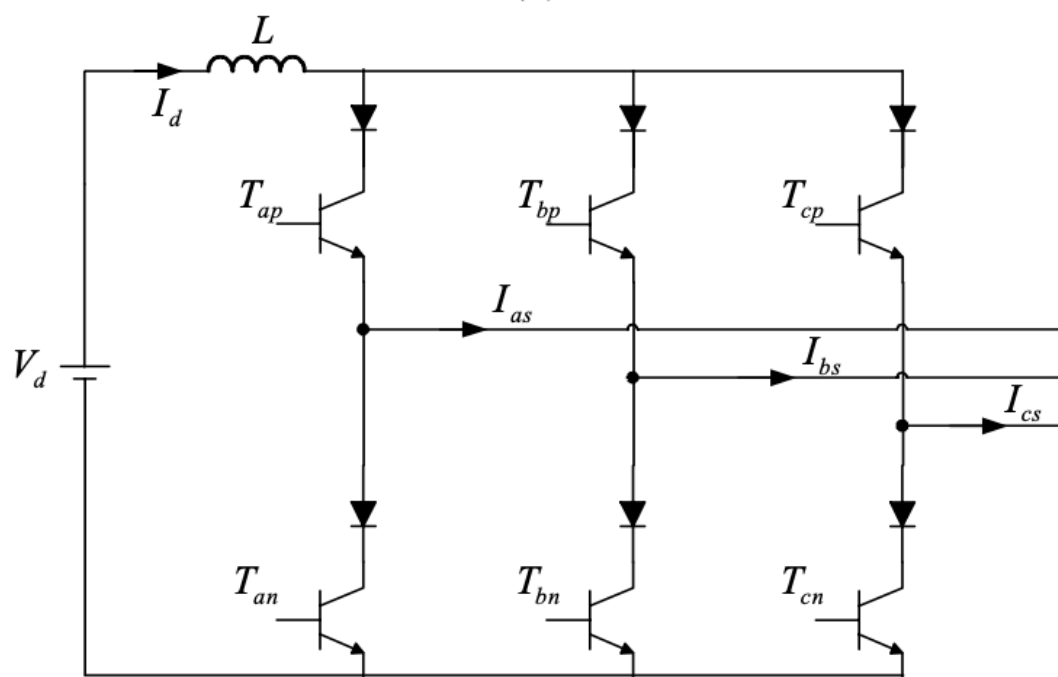 L
I_d
T_ap T_bp T_cp
I_as
I_bs
V_d
I_cs
T_an T_bn T_cn